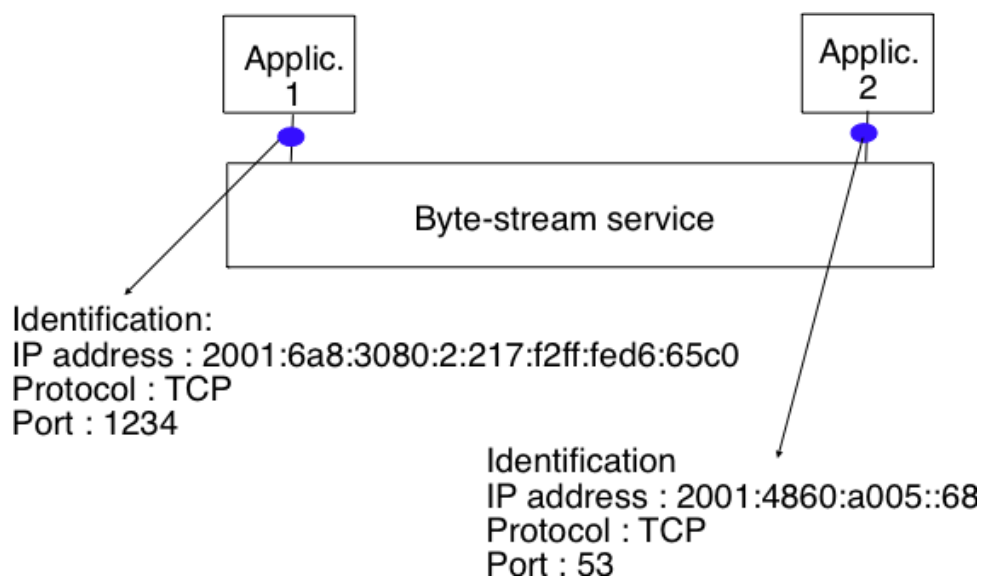 Applic.
1
Applic.
2
Byte-stream service
Identification:
IP address : 2001:6a8:3080:2:217:f2ff:fed6:65c0
Protocol : TCP
Port : 1234
Identification
IP address : 2001:4860:a005::68
Protocol : TCP
Port : 53